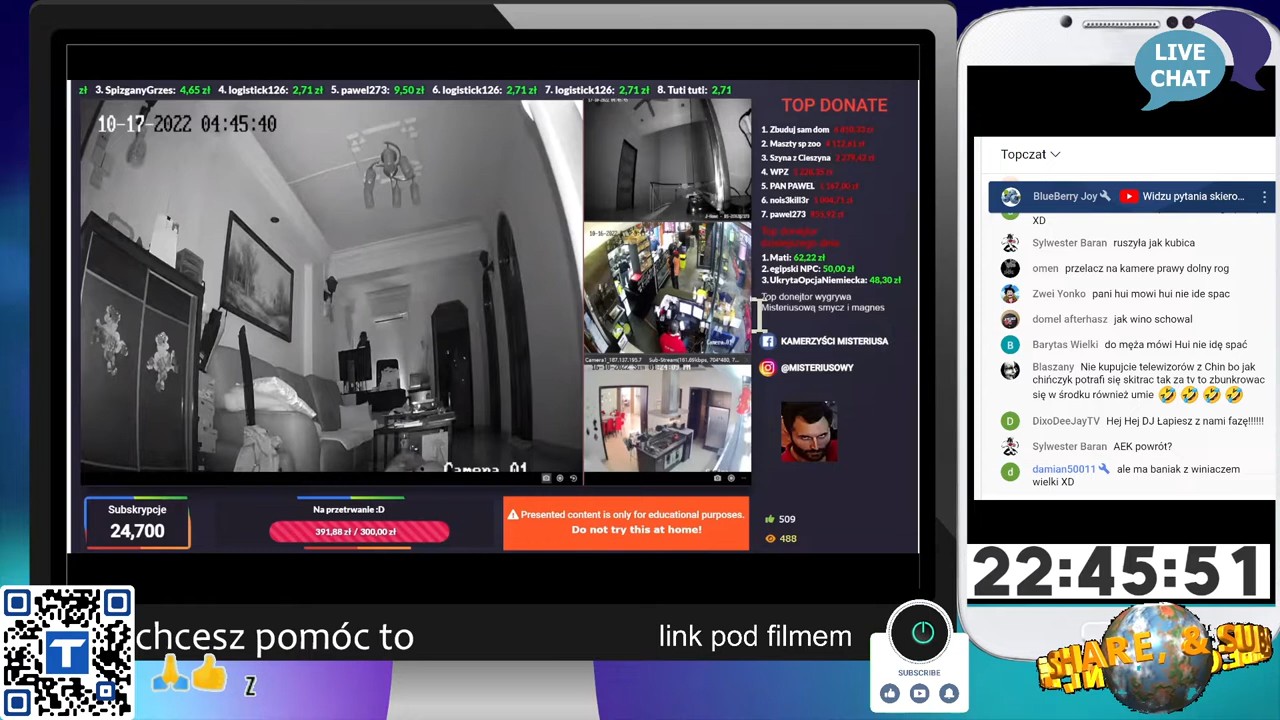 zł 3. SpizganyGrzes: 4,65 zł 4. logistick126: 2,71 zł 5. pawel273: 9,50 zł 6. logistick126: 2,71 zł 7. logistick126: 2,71 zł 8. Tuti tuti: 2,71
10-17-2022 04:45:40
Camera 01
Camera1_187.137.195.7
TOP DONATE
1. Zbuduj sam dom
2. Maszty sp zoo
3. Szyna z Cieszyna
4. WPZ
5. PAN PAWEŁ
6. nois3kill3r
7. pawel273
1. Mati: 62,22 zł
2. egipski NPC: 50,00 zł
3. UkrytaOpcjaNiemiecka: 48,30 zł
Top donejtor wygrywa
Misteriusową smycz i magnes
KAMERZYŚCI MISTERIUSA
@MISTERIUSOWY
509
488
Subskrypcje
24,700
Na przetrwanie :D
391,88 zł / 300,00 zł
Presented content is only for educational purposes.
Do not try this at home!
chcesz pomóc to
link pod filmem
z
T
SUBSCRIBE
LIVE
CHAT
Topczat
BlueBerry Joy Widzu pytania skiero...
XD
Sylwester Baran ruszyła jak kubica
omen przelacz na kamere prawy dolny rog
Zwei Yonko pani hui mowi hui nie ide spac
domel afterhasz jak wino schował
B Barytas Wielki do męża mówi Hui nie idę spać
Blaszany Nie kupujcie telewizorów z Chin bo jak
chińczyk potrafi się skitrac tak za tv to zbunkrowac
się w środku również umie 🤣 🤣 🤣 🤣
D DixoDeeJayTV Hej Hej DJ Łapiesz z nami fazę!!!!!!
Sylwester Baran AEK powrót?
d damian50011 ale ma baniak z winiaczem
wielki XD
22:45:51
SHARE, & SUB